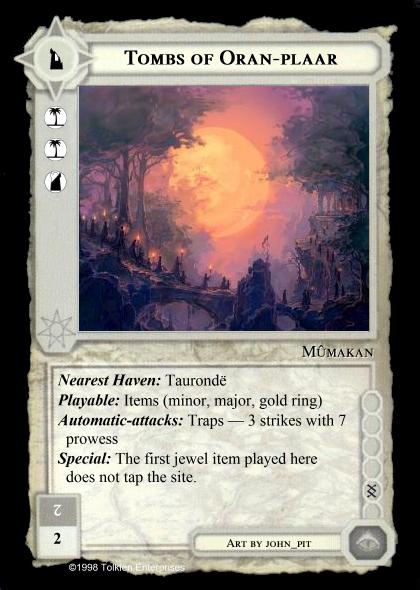 Tombs of Oran-plaar
Mûmakan
Nearest Haven: Taurondë
Playable: Items (minor, major, gold ring)
Automatic-attacks: Traps — 3 strikes with 7
prowess
Special: The first jewel item played here
does not tap the site.
2
2
Art by john_pit
©1998 Tolkien Enterprises